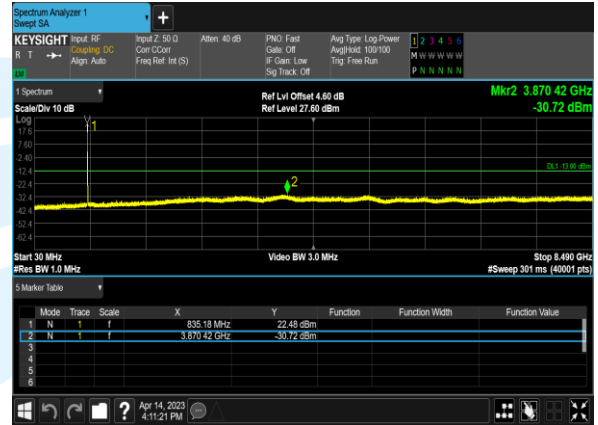 Spectrum Analyzer 1
Swept SA
+
KEYSIGHT Input: RF Input Z: 50 Ω Atten: 40 dB PNO: Fast Avg Type: Log-Power 1 2 3 4 5 6
R T Coupling: DC Corr CCorr Gate: Off Avg|Hold: 100/100 M W W W W W
Align: Auto Freq Ref: Int (S) IF Gain: Low Trig: Free Run
Sig Track: Off P N N N N N
LXI
1 Spectrum Ref Lvl Offset 4.60 dB Mkr2 3.870 42 GHz
Scale/Div 10 dB Ref Level 27.60 dBm -30.72 dBm
Log
17.6
7.60
-2.40
-12.4
-22.4
-32.4
-42.4
-52.4
-62.4
1
2
DL1 -13.00 dBm
Start 30 MHz Video BW 3.0 MHz Stop 8.490 GHz
#Res BW 1.0 MHz #Sweep 301 ms (40001 pts)
5 Marker Table
Mode Trace Scale X Y Function Function Width Function Value
1 N 1 f 835.18 MHz 22.48 dBm
2 N 1 f 3.870 42 GHz -30.72 dBm
3
4
5
6
? Apr 14, 2023
4:11:21 PM